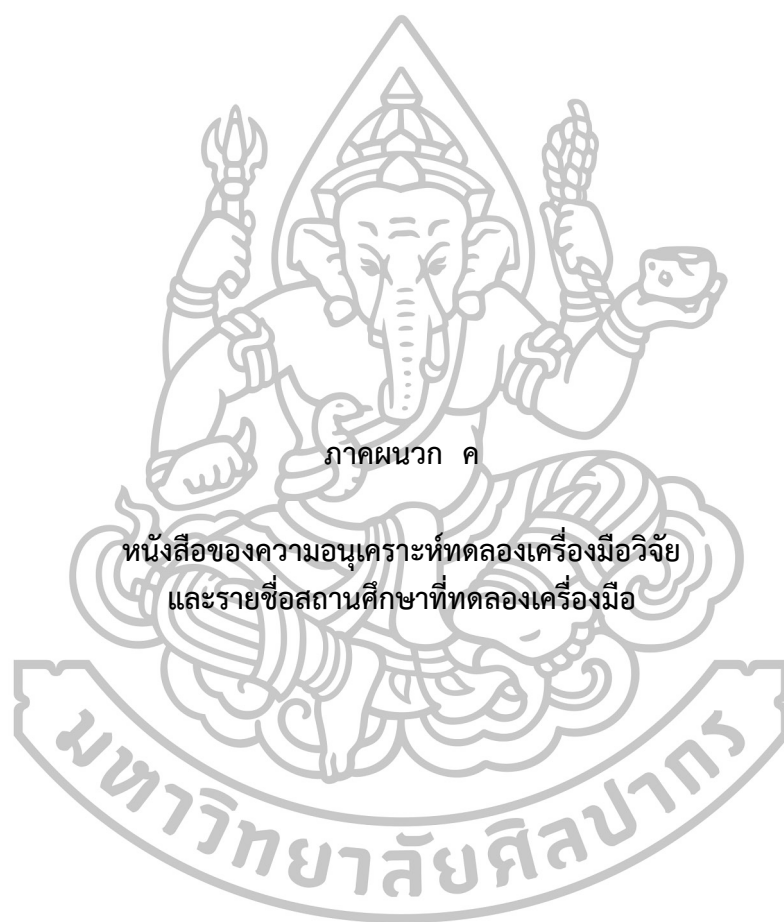 ภาคผนวก ค
หนังสือของความอนุเคราะห์ทดลองเครื่องมือวิจัย
และรายชื่อสถานศึกษาที่ทดลองเครื่องมือ
มหาวิทยาลัยศิลปากร